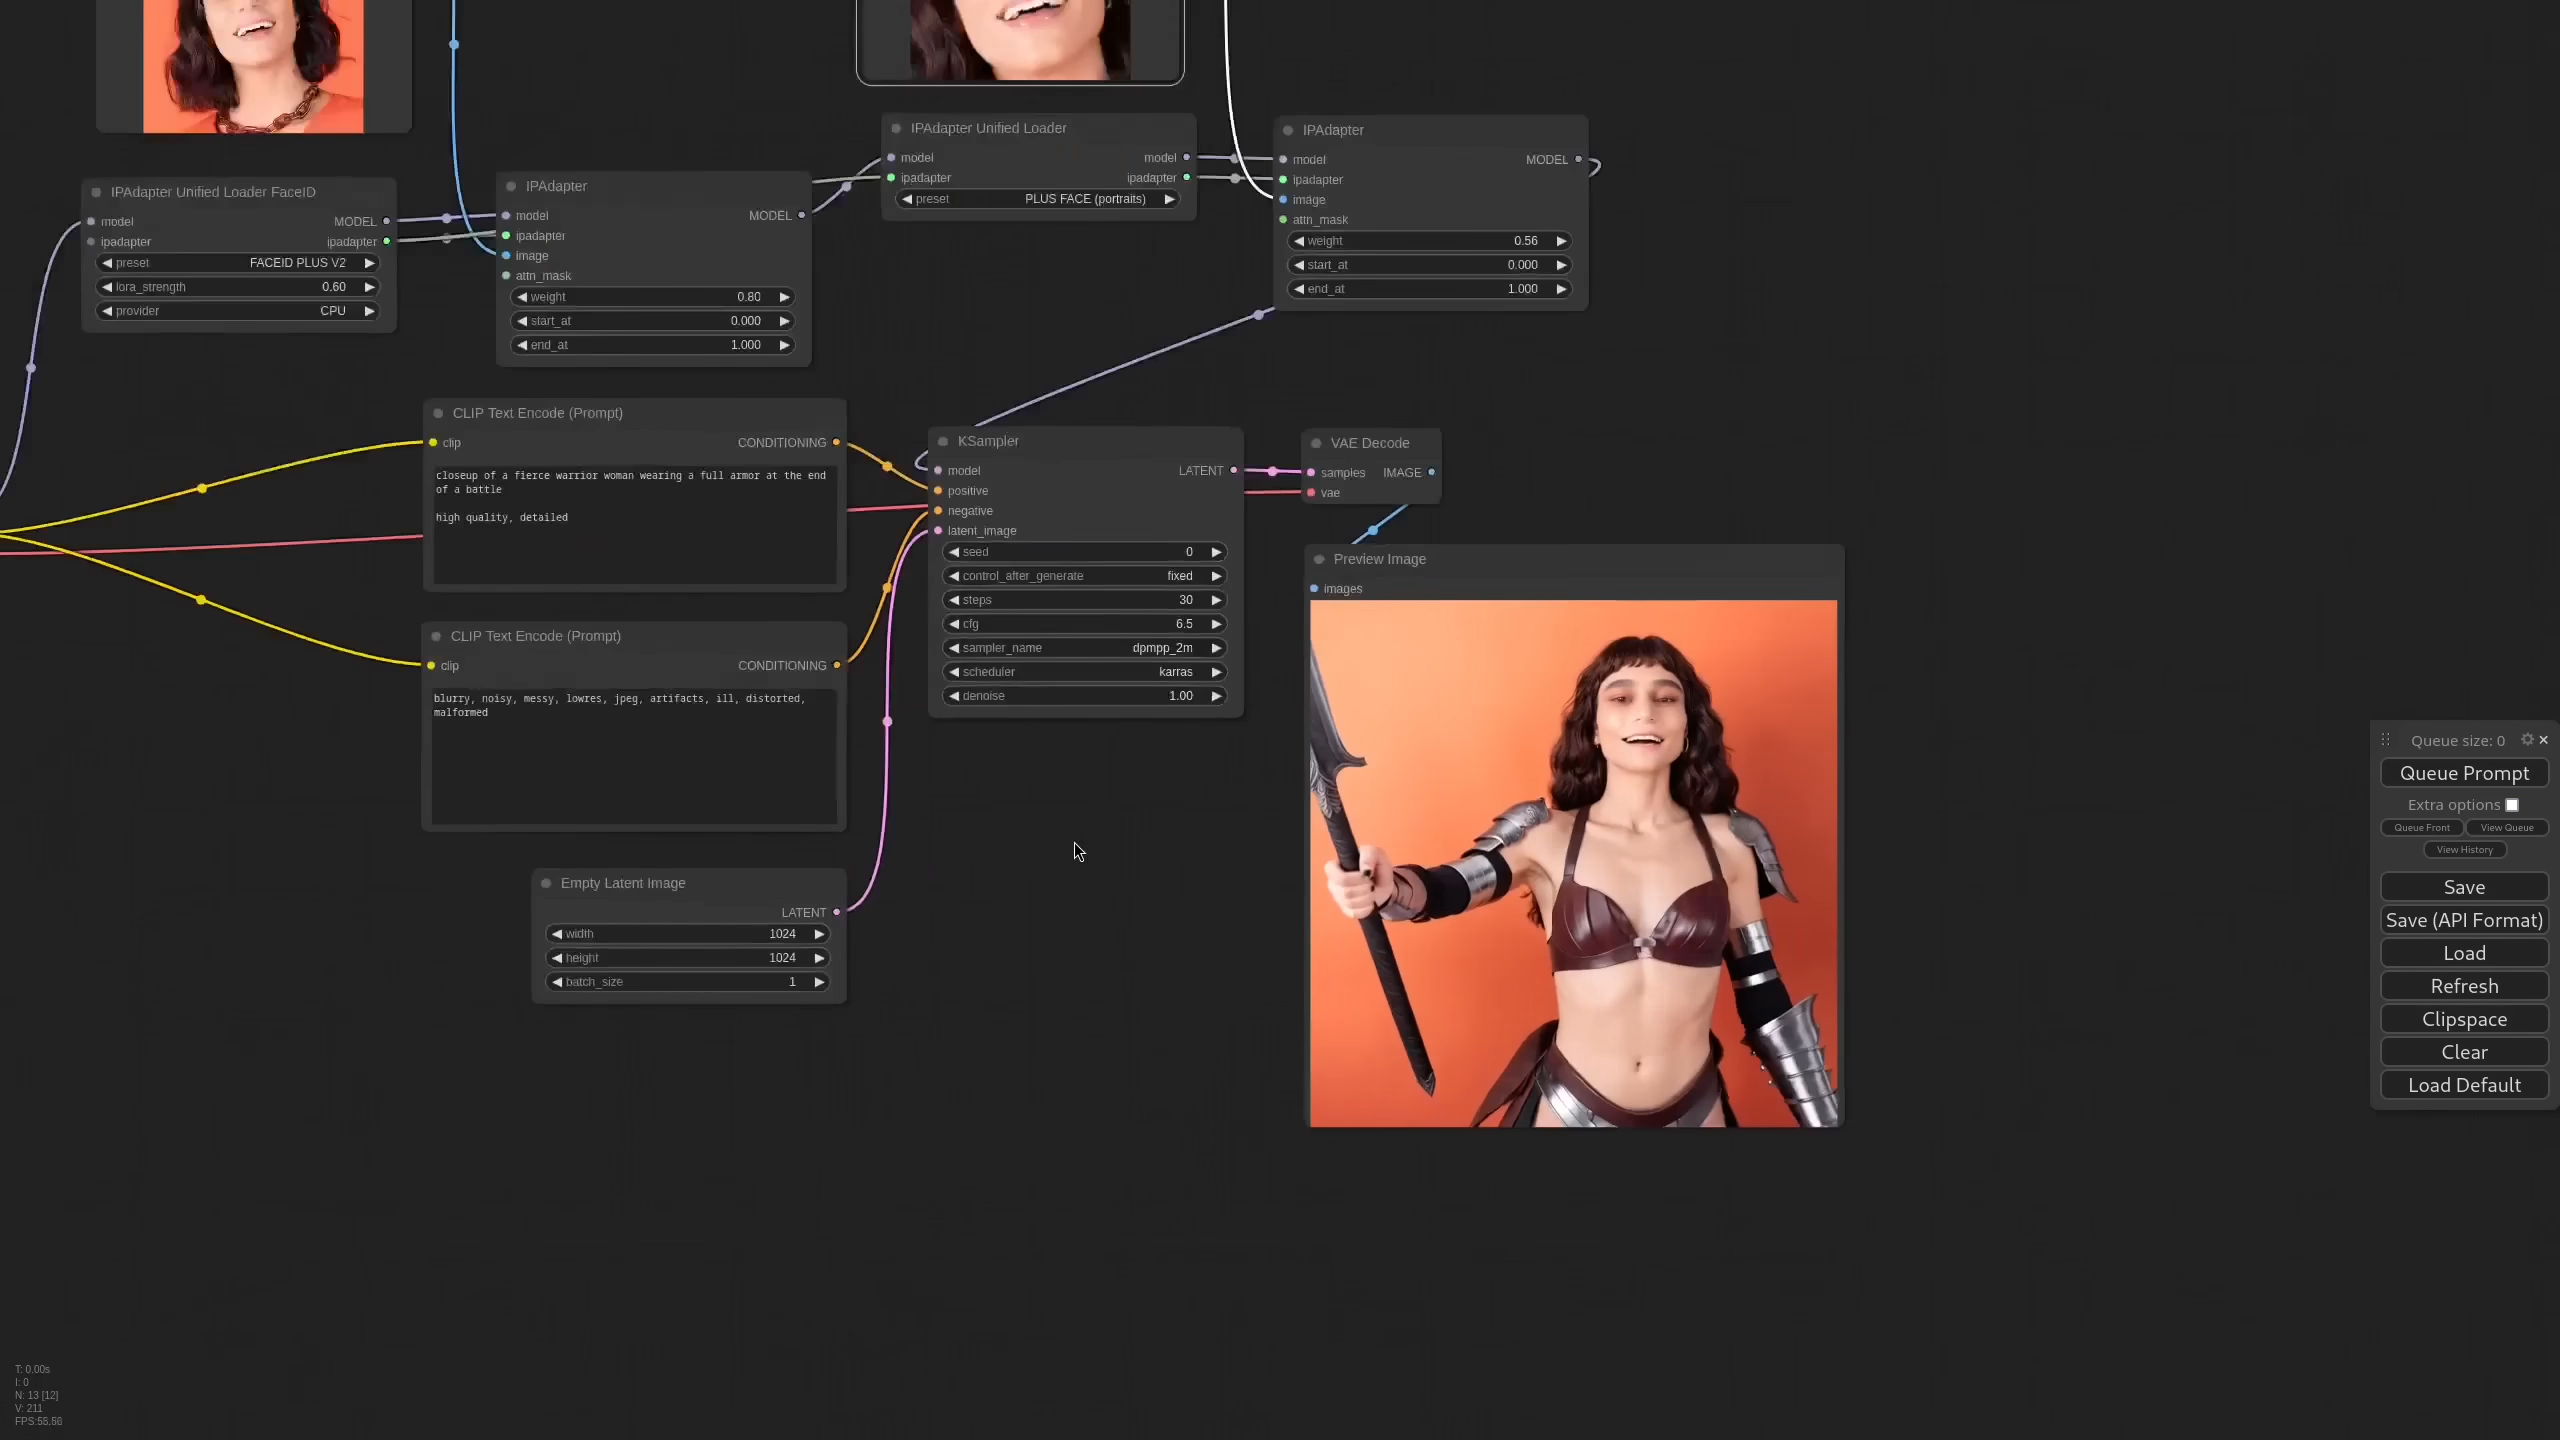 IPAdapter Unified Loader FaceID
model
MODEL
ipadapter
ipadapter
preset
FACEID PLUS V2
lora_strength
0.60
provider
CPU
IPAdapter
model
MODEL
ipadapter
image
attn_mask
weight
0.80
start_at
0.000
end_at
1.000
IPAdapter Unified Loader
model
model
ipadapter
ipadapter
preset
PLUS FACE (portraits)
IPAdapter
model
MODEL
ipadapter
image
attn_mask
weight
0.56
start_at
0.000
end_at
1.000
CLIP Text Encode (Prompt)
clip
CONDITIONING
closeup of a fierce warrior woman wearing a full armor at the end
of a battle
high quality, detailed
CLIP Text Encode (Prompt)
clip
CONDITIONING
blurry, noisy, messy, lowres, jpeg, artifacts, ill, distorted,
malformed
Empty Latent Image
LATENT
width
1024
height
1024
batch_size
1
KSampler
model
LATENT
positive
negative
latent_image
seed
0
control_after_generate
fixed
steps
30
cfg
6.5
sampler_name
dpmpp_2m
scheduler
karras
denoise
1.00
VAE Decode
samples
IMAGE
vae
Preview Image
images
Queue size: 0
Queue Prompt
Extra options
Queue Front
View Queue
View History
Save
Save (API Format)
Load
Refresh
Clipspace
Clear
Load Default
T: 0.00s
I: 0
N: 13 [12]
V: 211